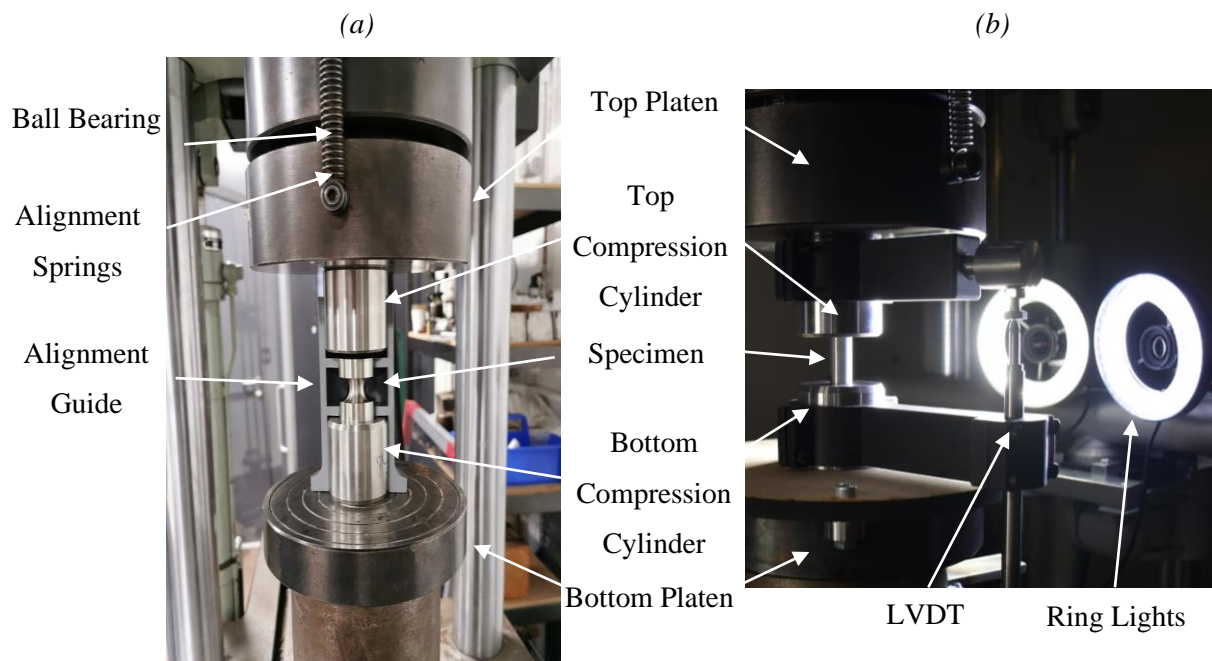 (a)
(b)
Ball Bearing
Alignment
Springs
Alignment
Guide
Top Platen
Top
Compression
Cylinder
Specimen
Bottom
Compression
Cylinder
Bottom Platen
LVDT
Ring Lights